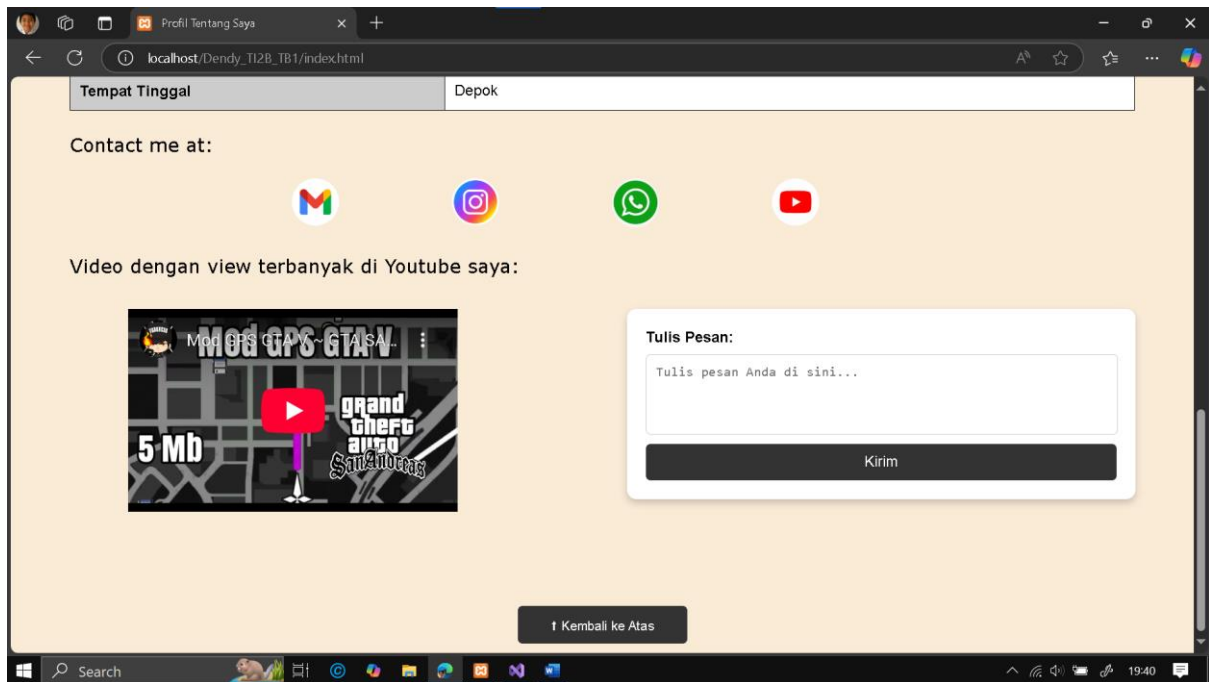 Profil Tentang Saya
localhost/Dendy_TI2B_TB1/index.html
Tempat Tinggal Depok
Contact me at:
Video dengan view terbanyak di Youtube saya:
Mod GPS GTA V ~ GTA SA...
Mod GPS GTA V
grand
theft
auto
SanAndreas
5 Mb
Tulis Pesan:
Tulis pesan Anda di sini...
Kirim
↑ Kembali ke Atas
Search
19:40